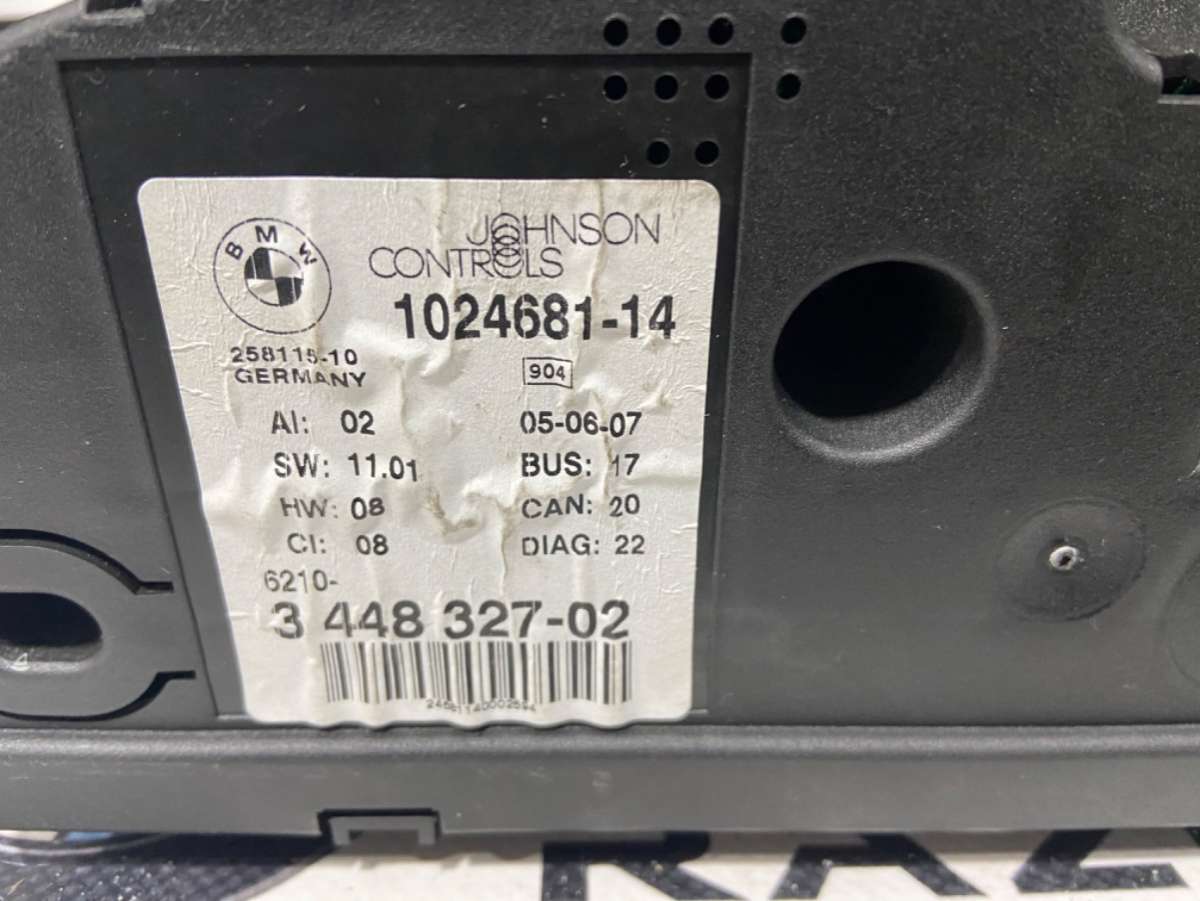 BMW
JOHNSON
CONTROLS
1024681-14
258115-10
GERMANY
904
AI: 02
05-06-07
SW: 11.01
BUS: 17
HW: 08
CAN: 20
CI: 08
DIAG: 22
6210-
3 448 327-02
4